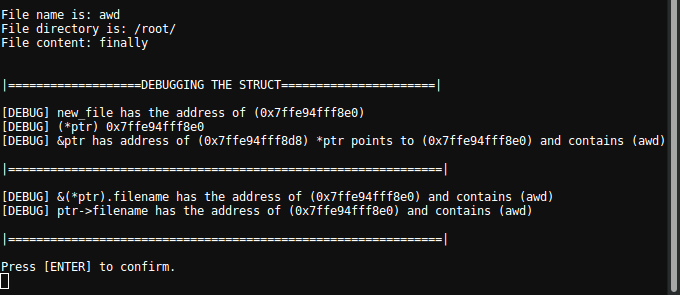 File name is: awd
File directory is: /root/
File content: finally
|===================DEBUGGING THE STRUCT======================|
[DEBUG] new_file has the address of (0x7ffe94fff8e0)
[DEBUG] (*ptr) 0x7ffe94fff8e0
[DEBUG] &ptr has address of (0x7ffe94fff8d8) *ptr points to (0x7ffe94fff8e0) and contains (awd)
|==============================================================|
[DEBUG] &(*ptr).filename has the address of (0x7ffe94fff8e0) and contains (awd)
[DEBUG] ptr->filename has the address of (0x7ffe94fff8e0) and contains (awd)
|==============================================================|
Press [ENTER] to confirm.